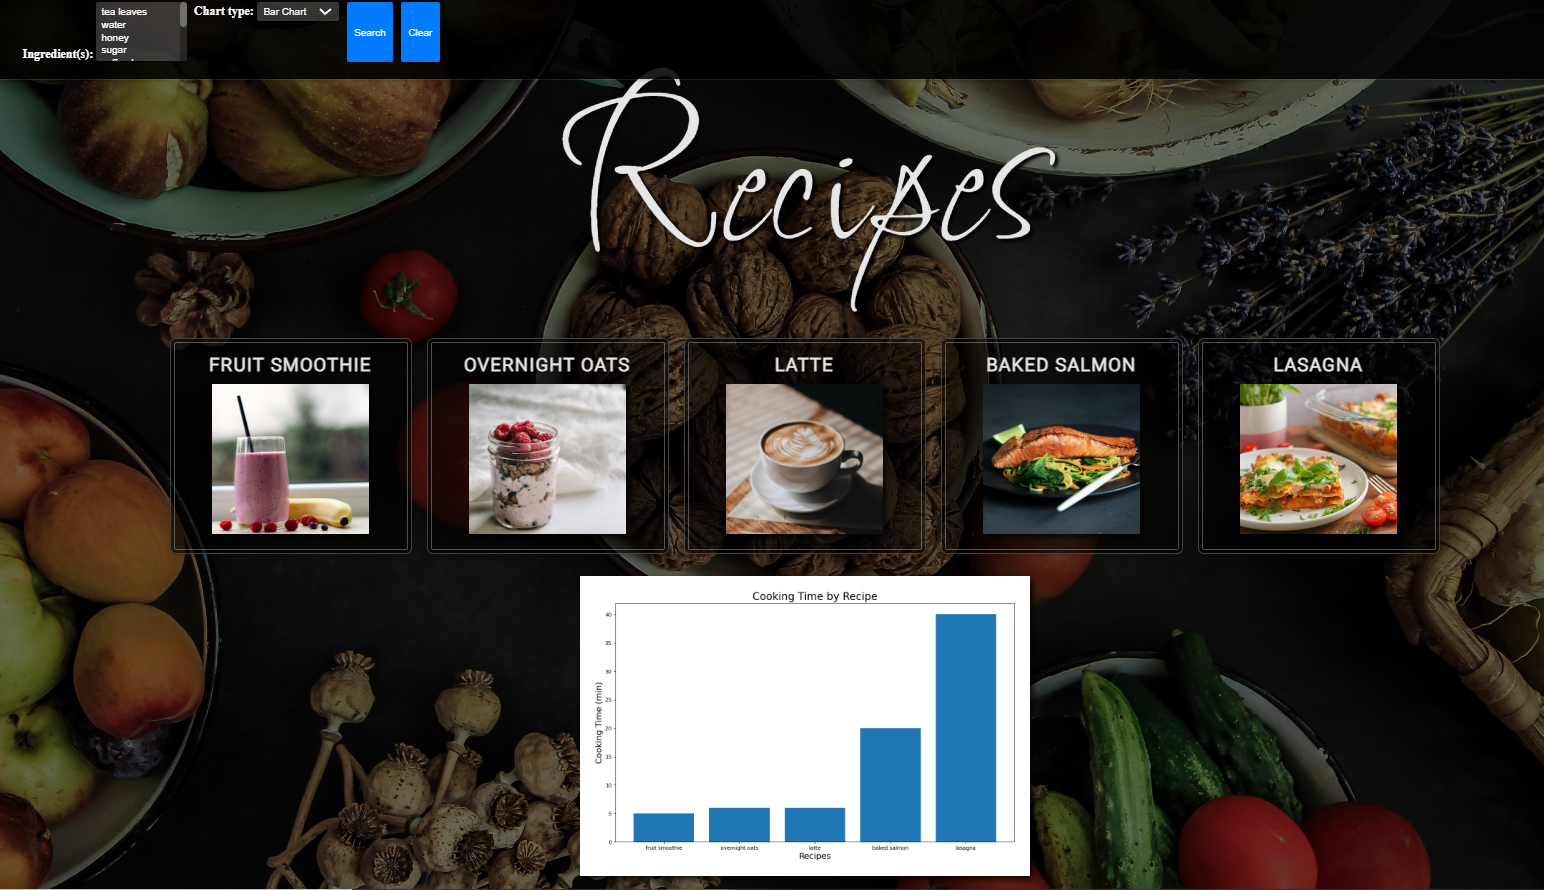 Ingredient(s):
tea leaves
water
honey
sugar
Chart type:
Bar Chart
Search
Clear
Recipes
FRUIT SMOOTHIE
OVERNIGHT OATS
LATTE
BAKED SALMON
LASAGNA
Cooking Time by Recipe
Cooking Time (min)
40
35
30
25
20
15
10
5
0
fruit smoothie
overnight oats
latte
baked salmon
lasagna
Recipes